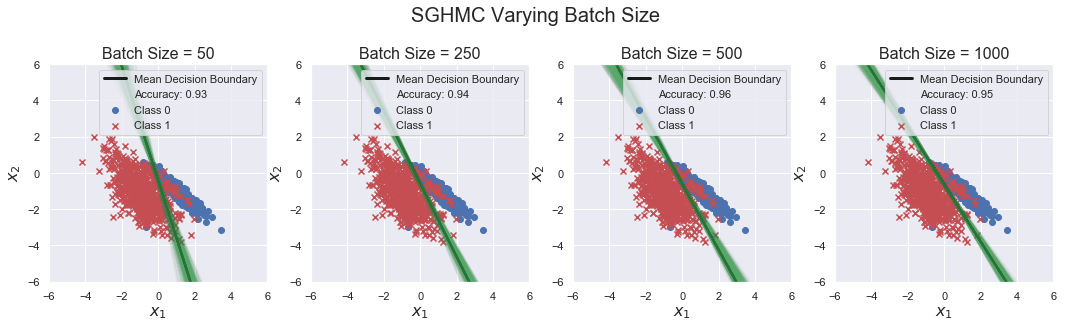 SGHMC Varying Batch Size
Batch Size = 50
Mean Decision Boundary
Accuracy: 0.93
Class 0
Class 1
6
4
2
0
−2
−4
−6
x2
−6 −4 −2 0 2 4 6
x1
Batch Size = 250
Mean Decision Boundary
Accuracy: 0.94
Class 0
Class 1
6
4
2
0
−2
−4
−6
x2
−6 −4 −2 0 2 4 6
x1
Batch Size = 500
Mean Decision Boundary
Accuracy: 0.96
Class 0
Class 1
6
4
2
0
−2
−4
−6
x2
−6 −4 −2 0 2 4 6
x1
Batch Size = 1000
Mean Decision Boundary
Accuracy: 0.95
Class 0
Class 1
6
4
2
0
−2
−4
−6
x2
−6 −4 −2 0 2 4 6
x1